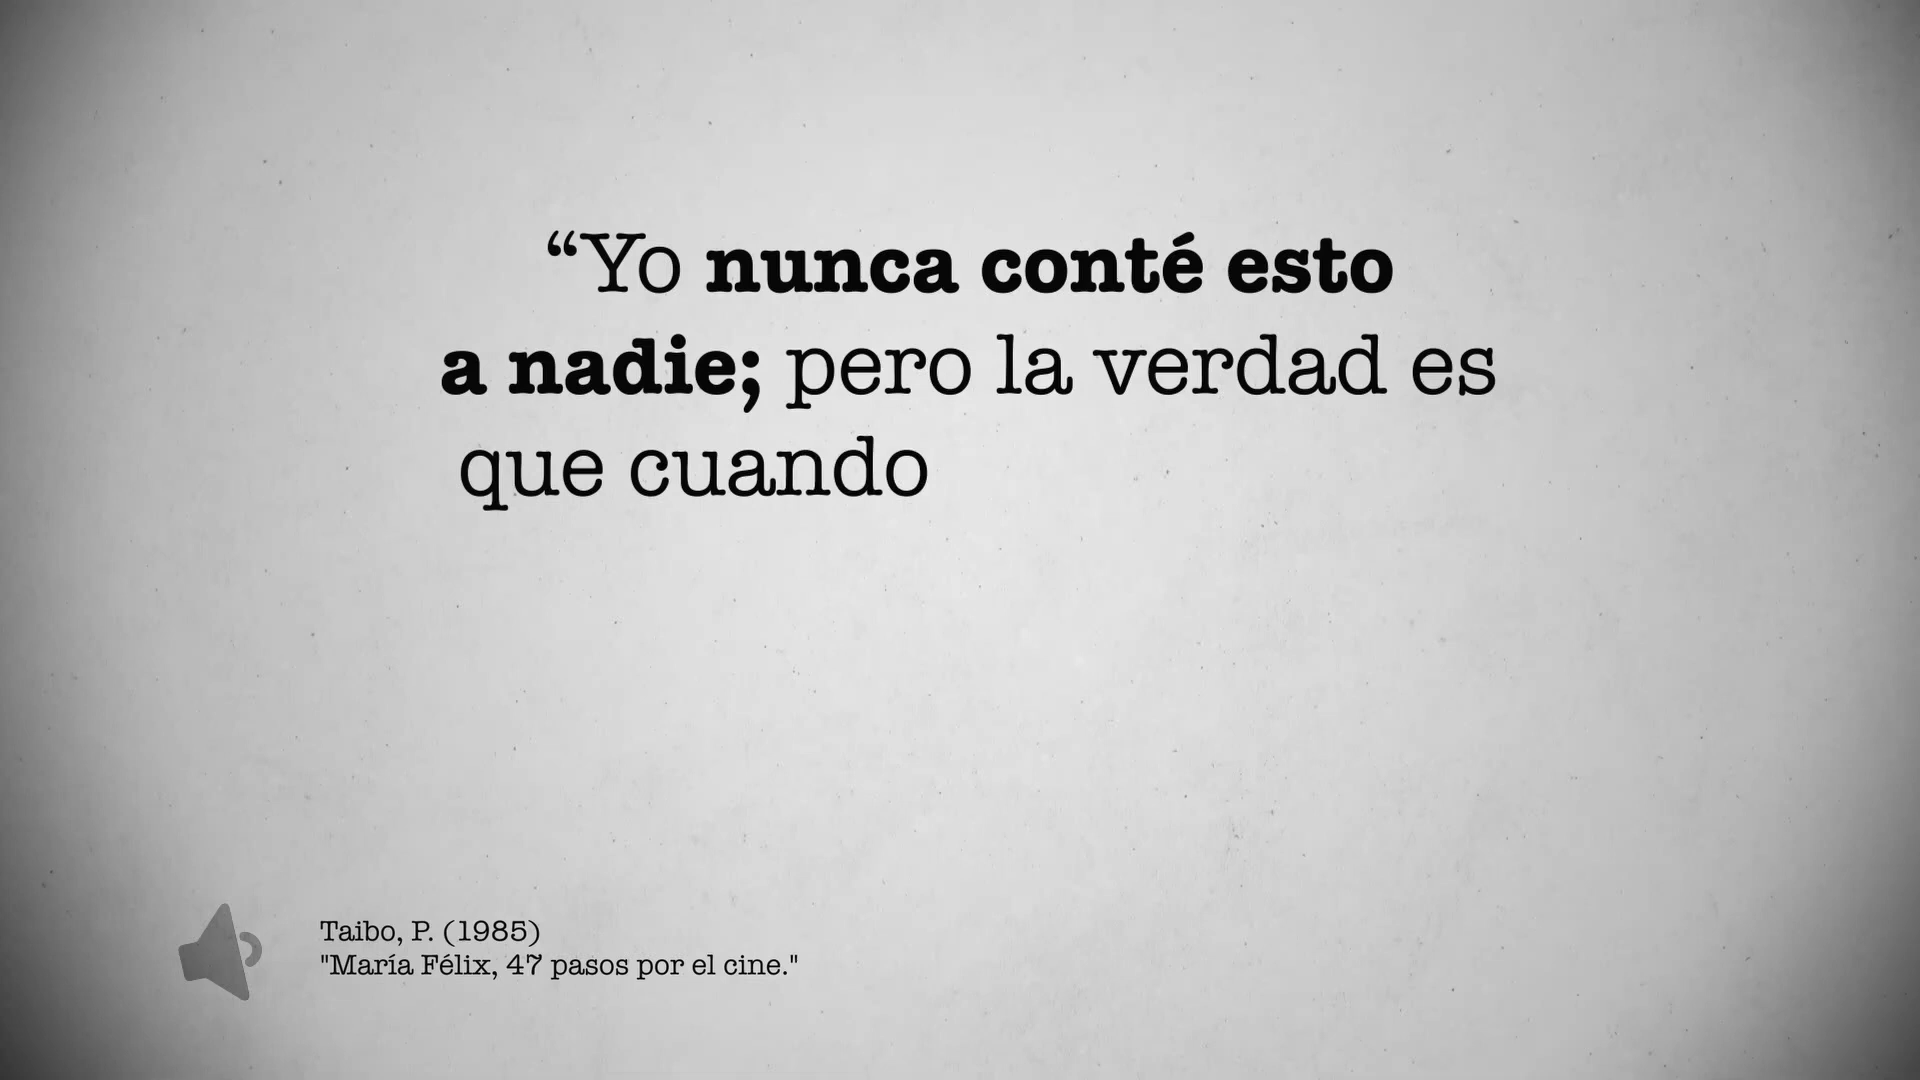 “Yo nunca conté esto
a nadie; pero la verdad es
que cuando
Taibo, P. (1985)
"María Félix, 47 pasos por el cine."